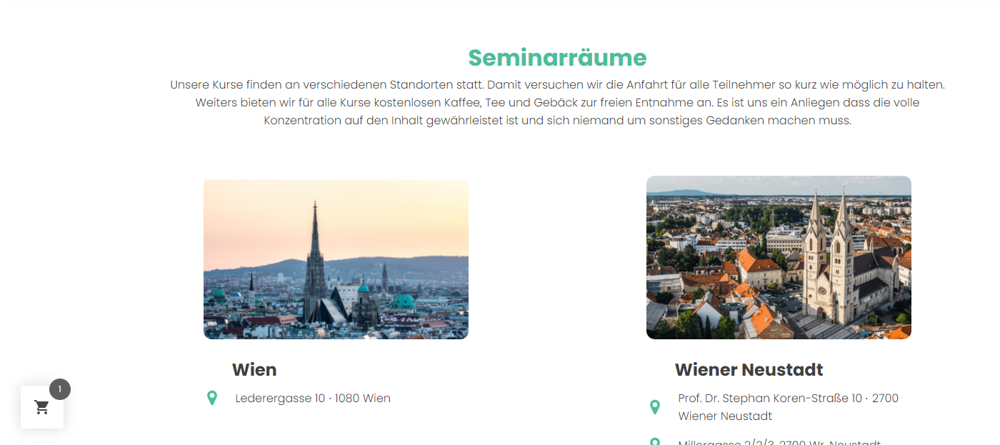 Seminarräume
Unsere Kurse finden an verschiedenen Standorten statt. Damit versuchen wir die Anfahrt für alle Teilnehmer so kurz wie möglich zu halten.
Weiters bieten wir für alle Kurse kostenlosen Kaffee, Tee und Gebäck zur freien Entnahme an. Es ist uns ein Anliegen dass die volle
Konzentration auf den Inhalt gewährleistet ist und sich niemand um sonstiges Gedanken machen muss.
Wien
Lederergasse 10 · 1080 Wien
Wiener Neustadt
Prof. Dr. Stephan Koren-Straße 10 · 2700
Wiener Neustadt
2700 Wr. Neustadt
1